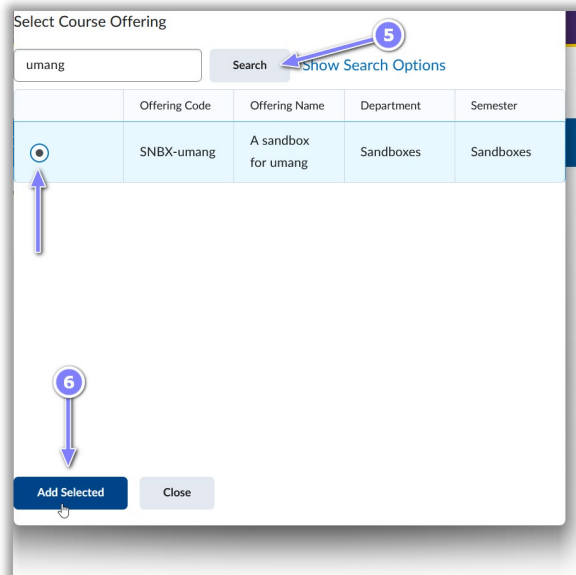 Select Course Offering
5
umang Search Show Search Options
Offering Code Offering Name Department Semester
SNBX-umang A sandbox for umang Sandboxes Sandboxes
6
Add Selected Close